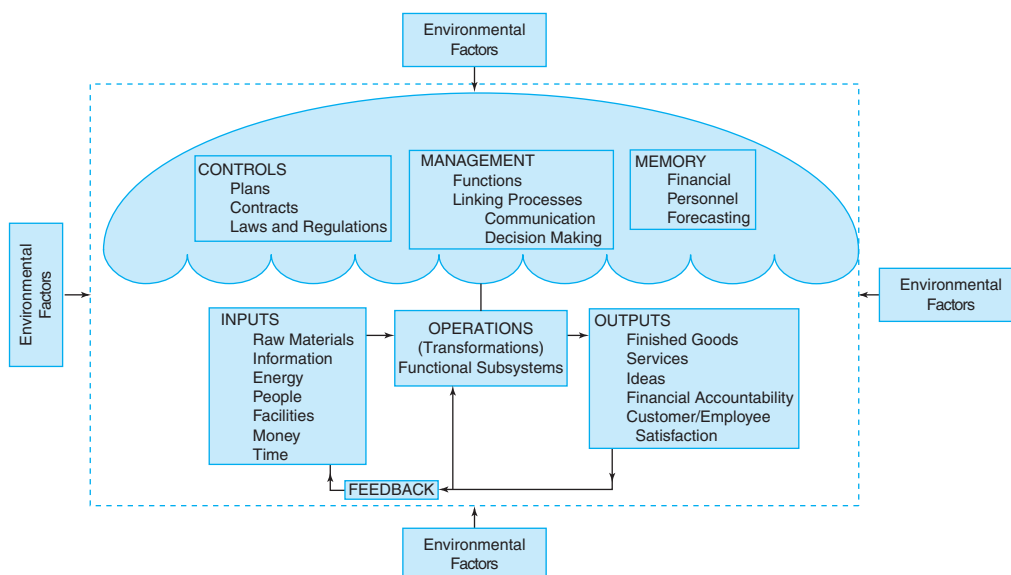 Environmental
Factors
CONTROLS
Plans
Contracts
Laws and Regulations
MANAGEMENT
Functions
Linking Processes
Communication
Decision Making
MEMORY
Financial
Personnel
Forecasting
Environmental
Factors
Environmental
Factors
INPUTS
Raw Materials
Information
Energy
People
Facilities
Money
Time
OPERATIONS
(Transformations)
Functional Subsystems
OUTPUTS
Finished Goods
Services
Ideas
Financial Accountability
Customer/Employee
Satisfaction
FEEDBACK
Environmental
Factors